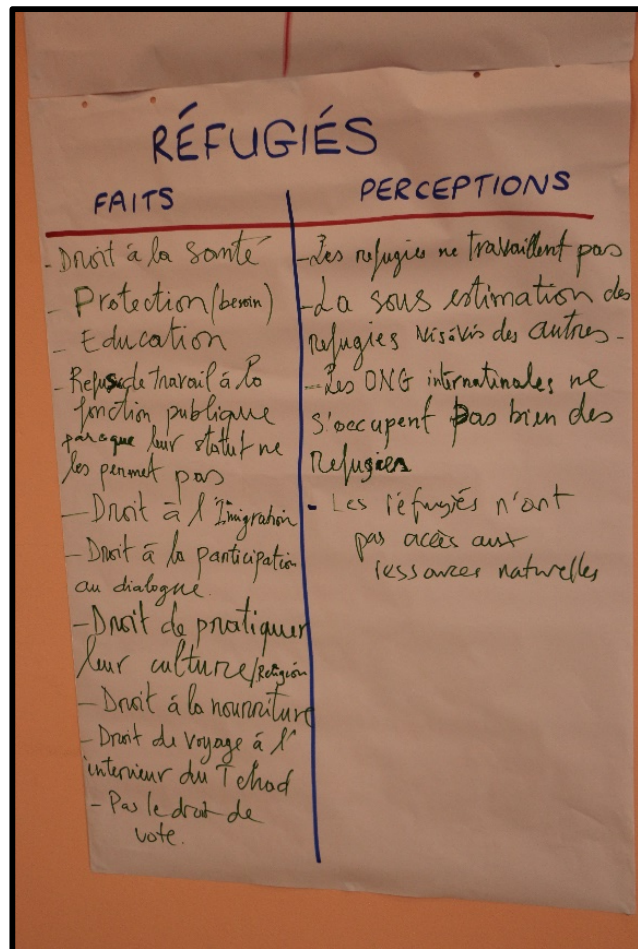 RÉFUGIÉS
FAITS
- Droit à la Santé
- Protection (besoin)
- Education
- Refus de travail à la
fonction publique
parceque leur statut ne
les permet pas
- Droit à l'Imigration
- Droit à la participation
au dialogue.
- Droit de pratiquer
leur culture/Religion
- Droit à la nourriture
- Droit de voyage à l'
interieur du Tchad
- Pas le droit de
vote.
PERCEPTIONS
- Les refugies ne travaillent pas
- La sous estimation des
refugies visàvis des autres -
- Les ONG internatinales ne
s'occupent pas bien des
Refugies
- Les réfugiés n'ont
pas accès aux
ressources naturelles